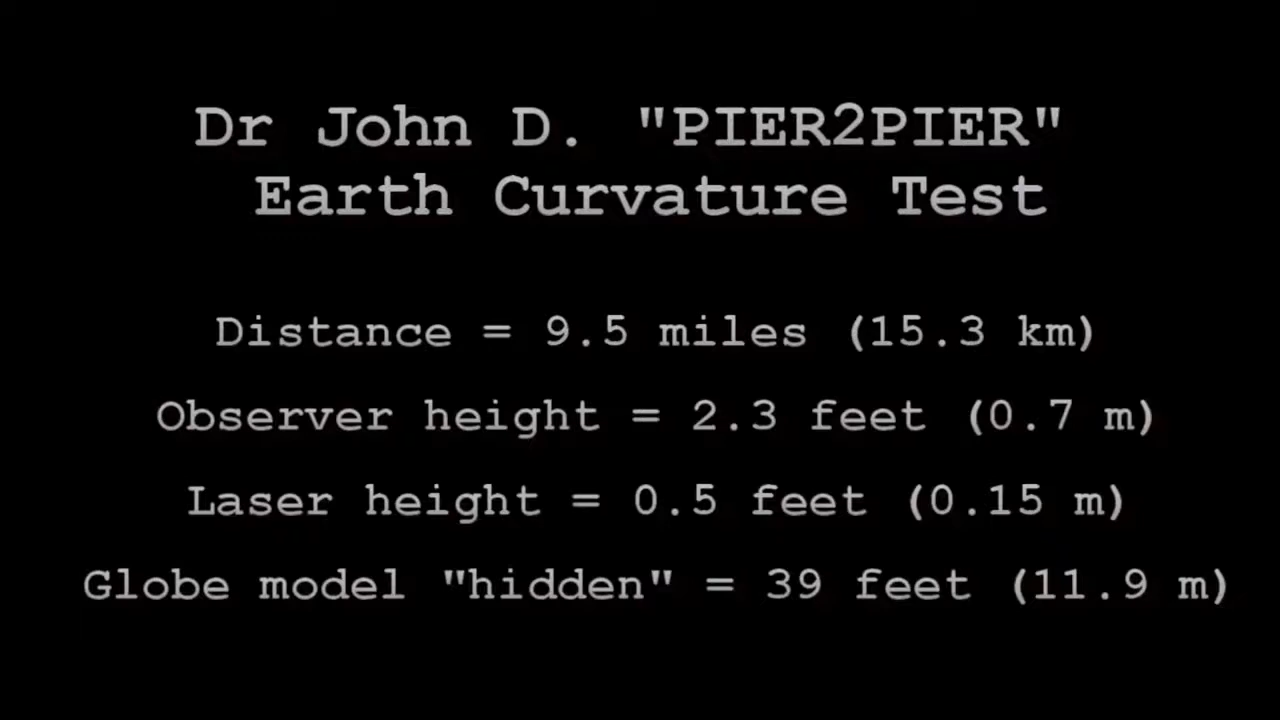 Dr John D. "PIER2PIER"
Earth Curvature Test
Distance = 9.5 miles (15.3 km)
Observer height = 2.3 feet (0.7 m)
Laser height = 0.5 feet (0.15 m)
Globe model "hidden" = 39 feet (11.9 m)